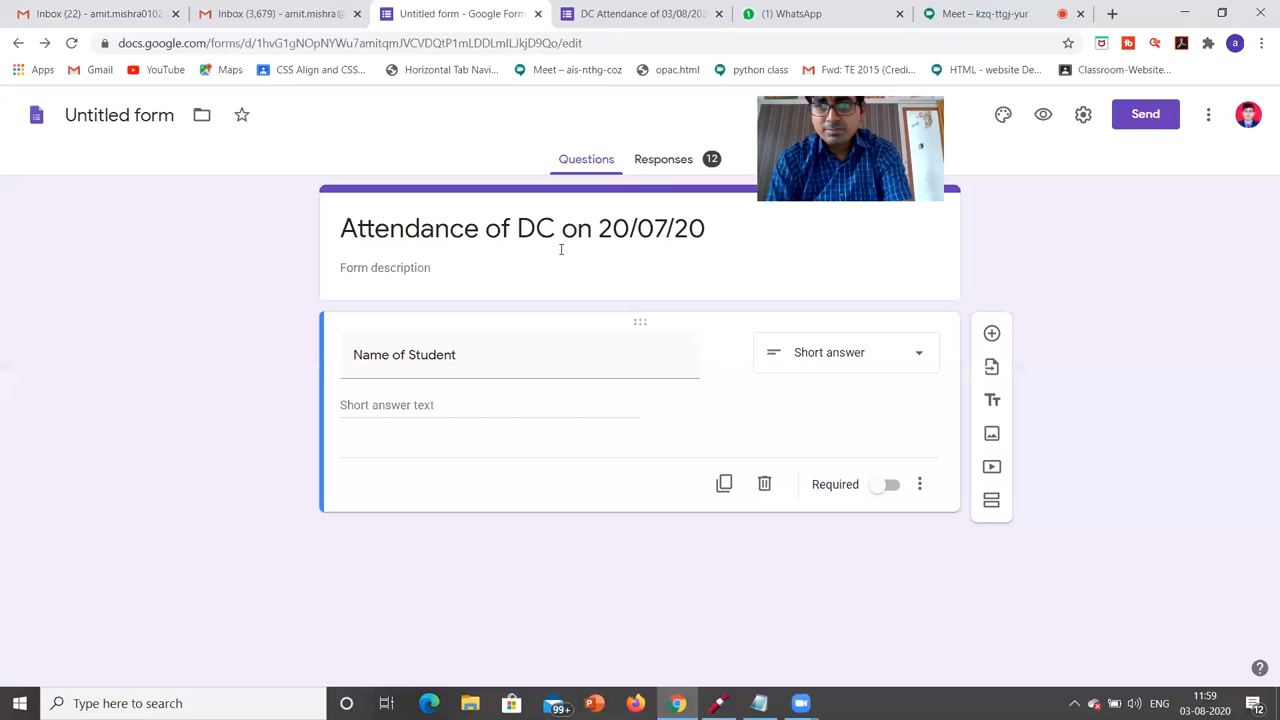 Inbox (22) - amit.mishra0102
Inbox (3,679) - amitmishra@
Untitled form - Google Form
DC Attendance of 03/08/202
(1) WhatsApp
Meet – kzq-ttgj-yur
docs.google.com/forms/d/
/edit
Apps
Gmail
YouTube
Maps
CSS Align and CSS...
Horizontal Tab Navi...
Meet – ais-nthg-coz
opac.html
python class
Fwd: TE 2015 (Credi...
HTML - website De...
Classroom-Website...
a
Untitled form
Send
Questions
Responses 12
Attendance of DC on 20/07/20
Form description
Name of Student
Short answer
Short answer text
Required
Type here to search
99+
ENG
11:59
03-08-2020
12